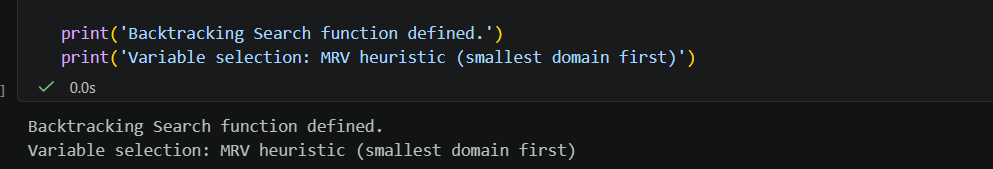 print('Backtracking Search function defined.')
print('Variable selection: MRV heuristic (smallest domain first)')
]
0.0s
Backtracking Search function defined.
Variable selection: MRV heuristic (smallest domain first)